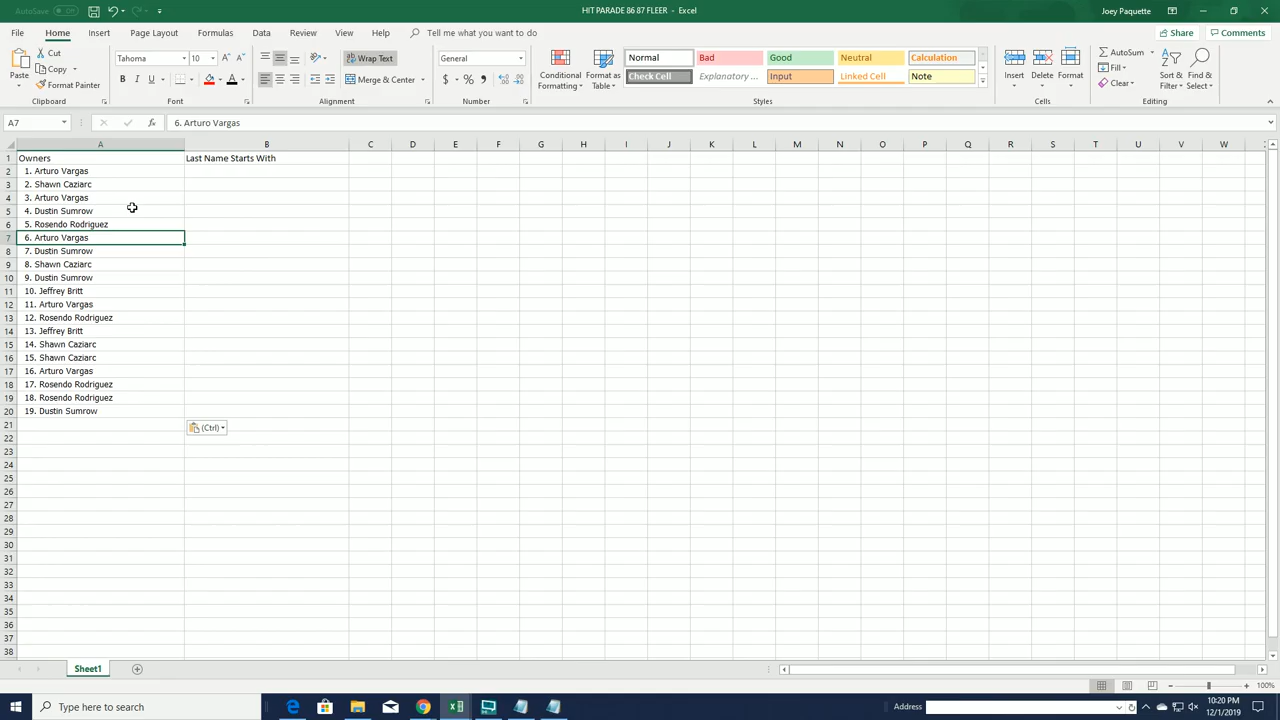 AutoSave Off
HIT PARADE 86 87 FLEER - Excel
Joey Paquette
File Home Insert Page Layout Formulas Data Review View Help Tell me what you want to do Share Comments
Paste Cut Copy Format Painter Clipboard
Tahoma 10 B I U A Font
Wrap Text Merge & Center Alignment
General $ % Number
Conditional Formatting Format as Table
Normal Bad Good Neutral Calculation
Check Cell Explanatory ... Input Linked Cell Note
Styles
Insert Delete Format Cells
AutoSum Fill Clear Sort & Filter Find & Select Editing
A7 fx 6. Arturo Vargas
A B C D E F G H I J K L M N O P Q R S T U V W
1 Owners Last Name Starts With
2 1. Arturo Vargas
3 2. Shawn Caziarc
4 3. Arturo Vargas
5 4. Dustin Sumrow
6 5. Rosendo Rodriguez
7 6. Arturo Vargas
8 7. Dustin Sumrow
9 8. Shawn Caziarc
10 9. Dustin Sumrow
11 10. Jeffrey Britt
12 11. Arturo Vargas
13 12. Rosendo Rodriguez
14 13. Jeffrey Britt
15 14. Shawn Caziarc
16 15. Shawn Caziarc
17 16. Arturo Vargas
18 17. Rosendo Rodriguez
19 18. Rosendo Rodriguez
20 19. Dustin Sumrow
21 (Ctrl)
22
23
24
25
26
27
28
29
30
31
32
33
34
35
36
37
38
Sheet1
100%
Type here to search
Address
10:20 PM
12/1/2019